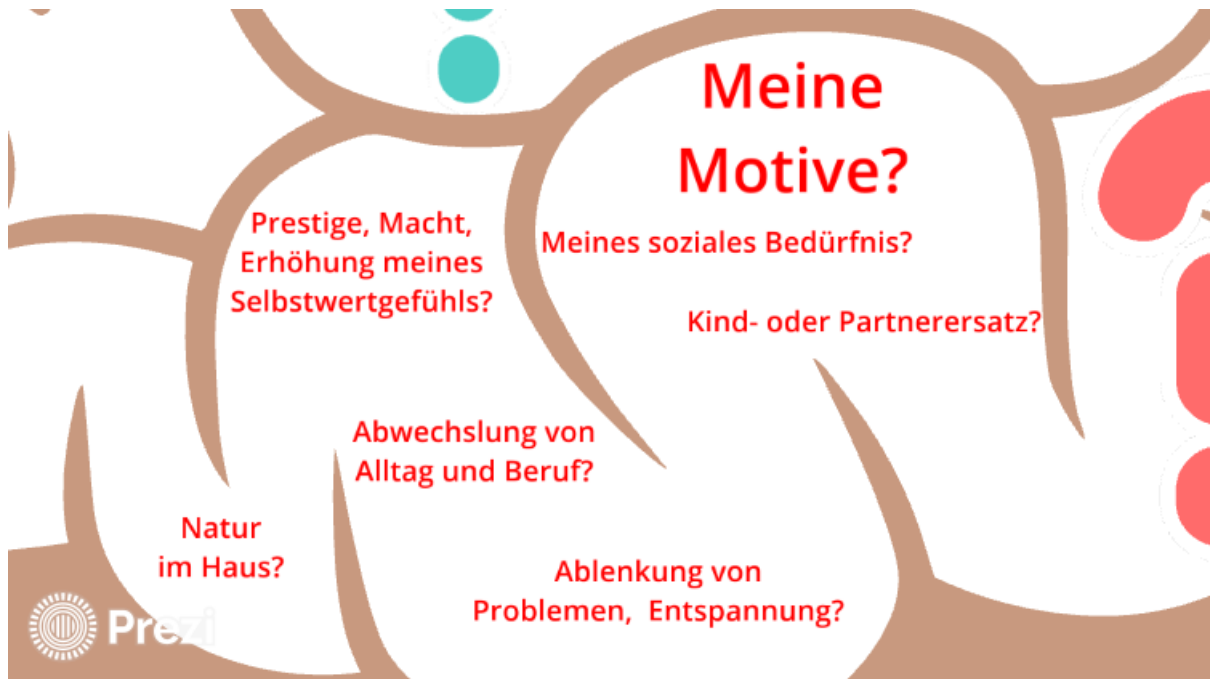 Meine
Motive?
Prestige, Macht,
Erhöhung meines
Selbstwertgefühls?
Meines soziales Bedürfnis?
Kind- oder Partnerersatz?
Abwechslung von
Alltag und Beruf?
Natur
im Haus?
Ablenkung von
Problemen, Entspannung?
Prezi